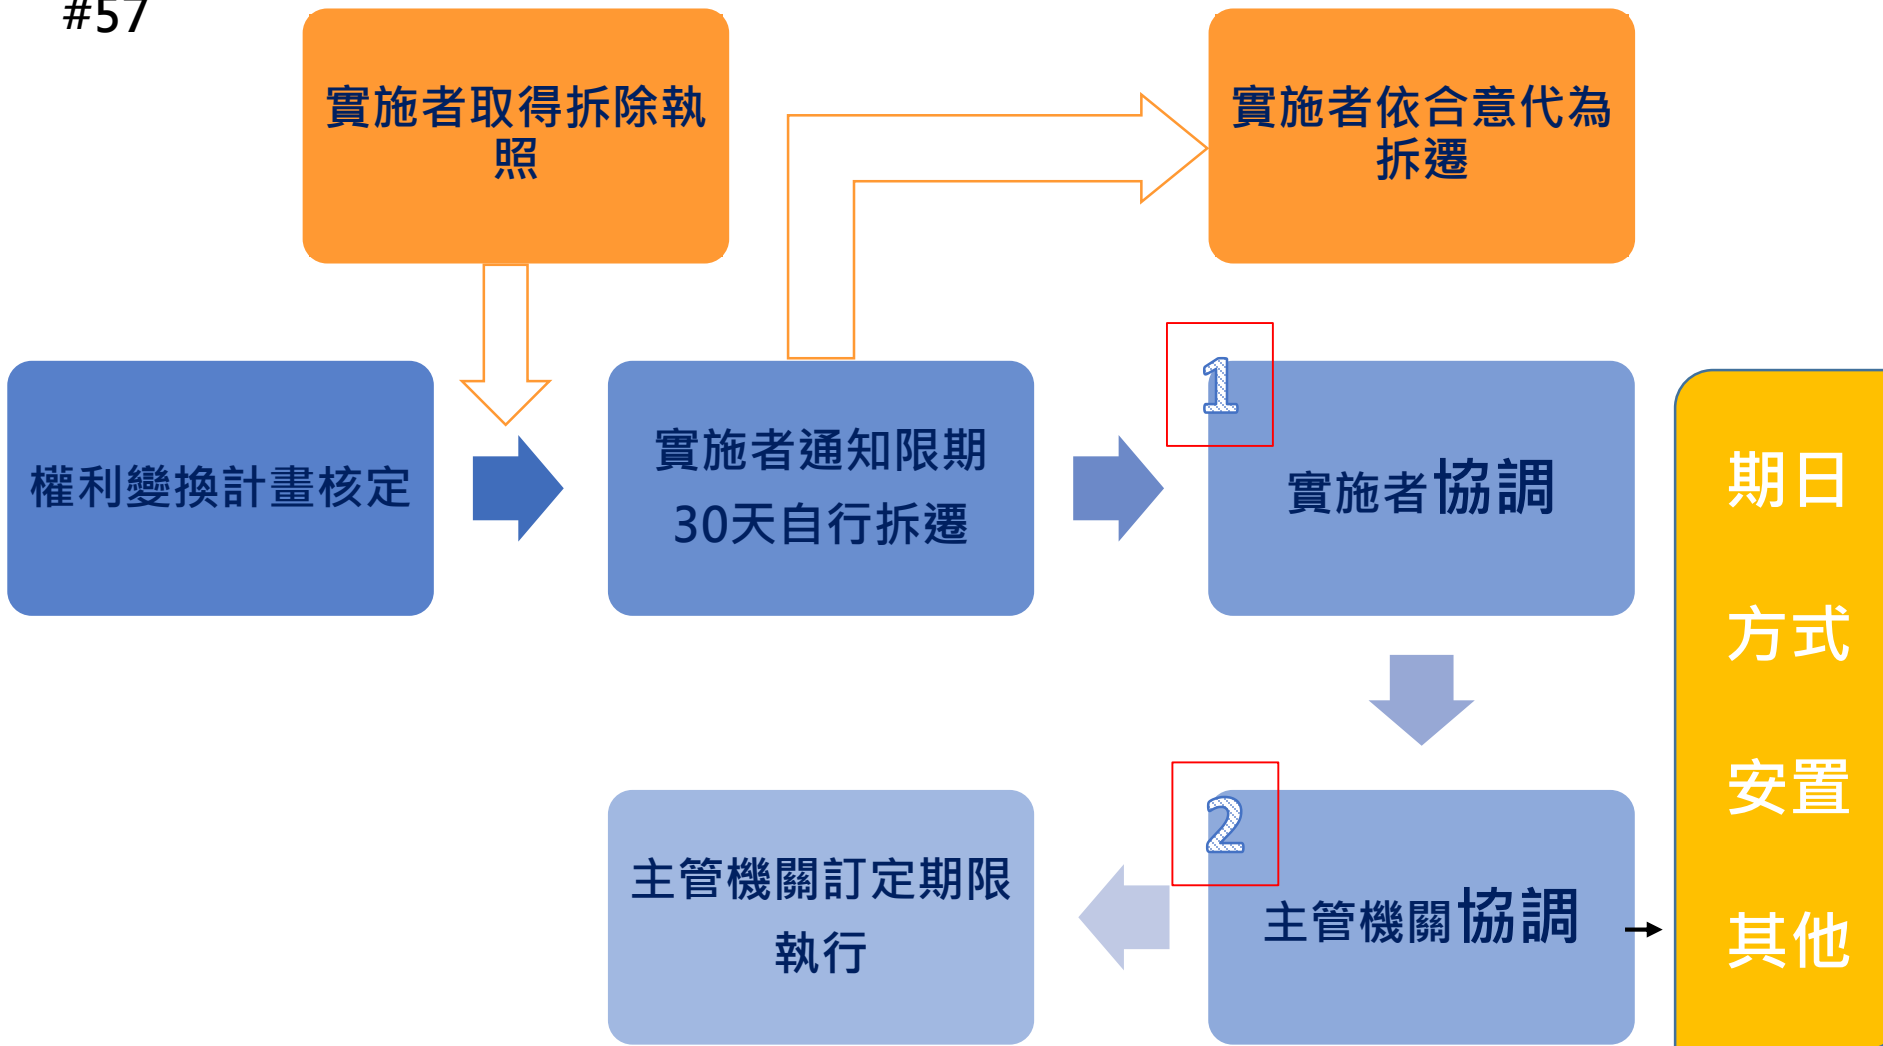 #57
實施者取得拆除執
照
實施者依合意代為
拆遷
權利變換計畫核定
實施者通知限期
30天自行拆遷
1
實施者協調
2
主管機關協調
主管機關訂定期限
執行
期日
方式
安置
其他